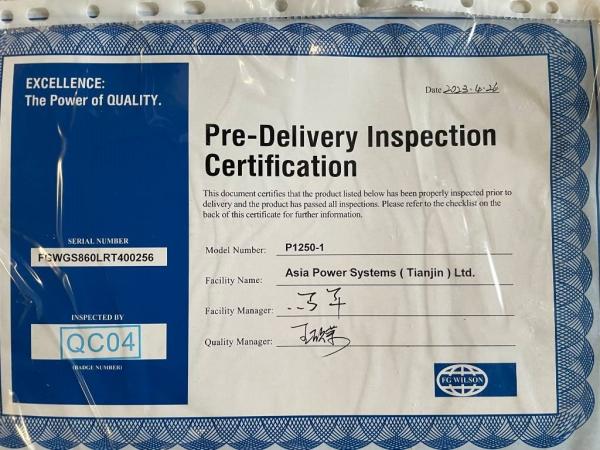 EXCELLENCE:
The Power of QUALITY.
Date 2023.4.26
Pre-Delivery Inspection
Certification
This document certifies that the product listed below has been properly inspected prior to
delivery and the product has passed all inspections. Please refer to the checklist on the
back of this certificate for further information.
SERIAL NUMBER
FGWGS860LRT400256
Model Number: P1250-1
Facility Name: Asia Power Systems ( Tianjin ) Ltd.
Facility Manager:
Quality Manager:
INSPECTED BY
QC04
(BADGE NUMBER)
FG WILSON